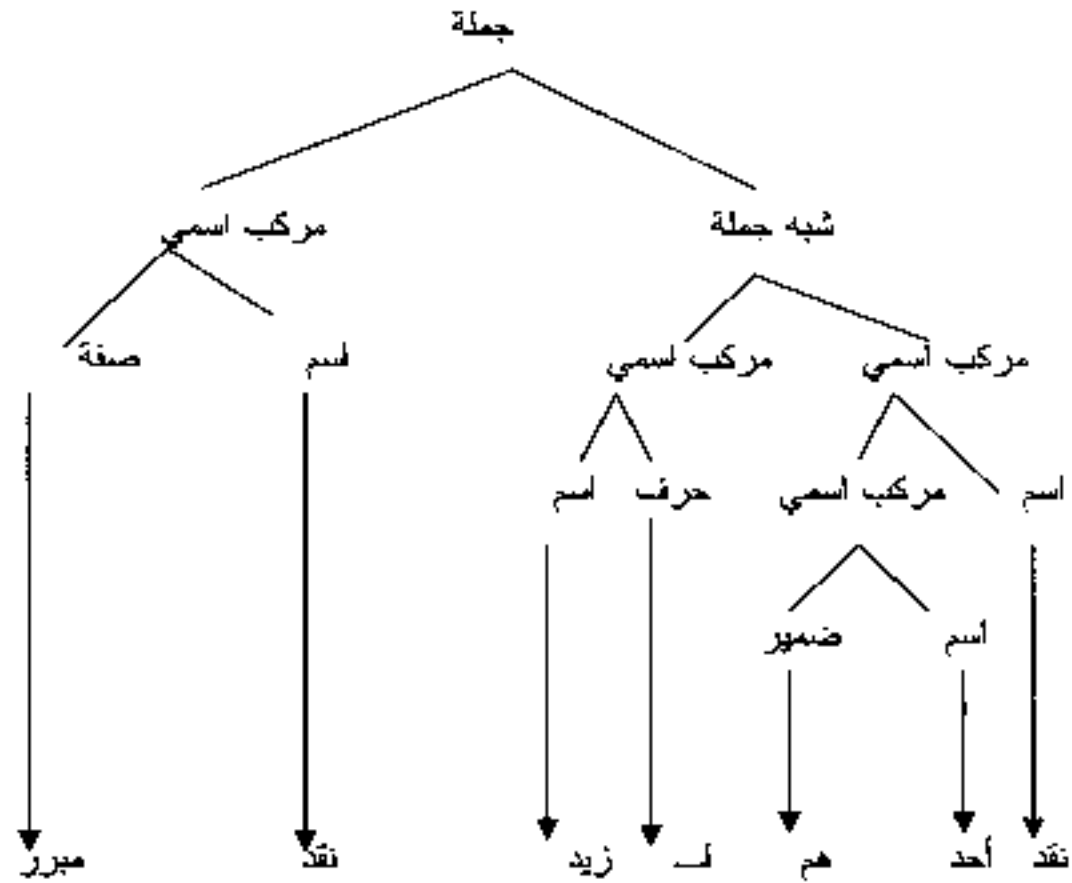 جملة
شبه جملة مركب اسمي
مركب اسمي مركب اسمي اسم صفة
اسم مركب اسمي حرف اسم
اسم ضمير
نقد أحد هم لـ زيد نقد مبرر